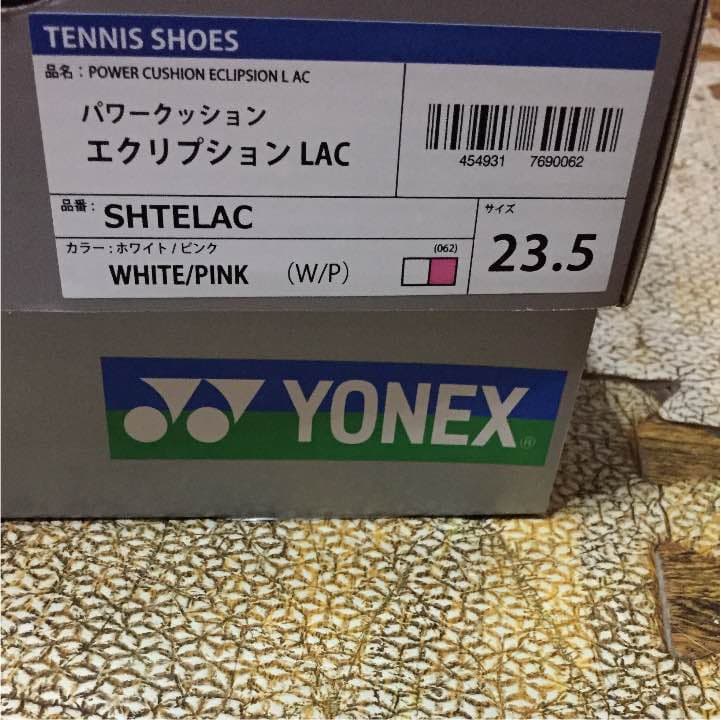 TENNIS SHOES
品名：POWER CUSHION ECLIPSION L AC
パワークッション
エクリプション LAC
454931 7690062
品番：
SHTELAC
カラー：ホワイト / ピンク
(062)
WHITE/PINK (W/P)
サイズ
23.5
YONEX®